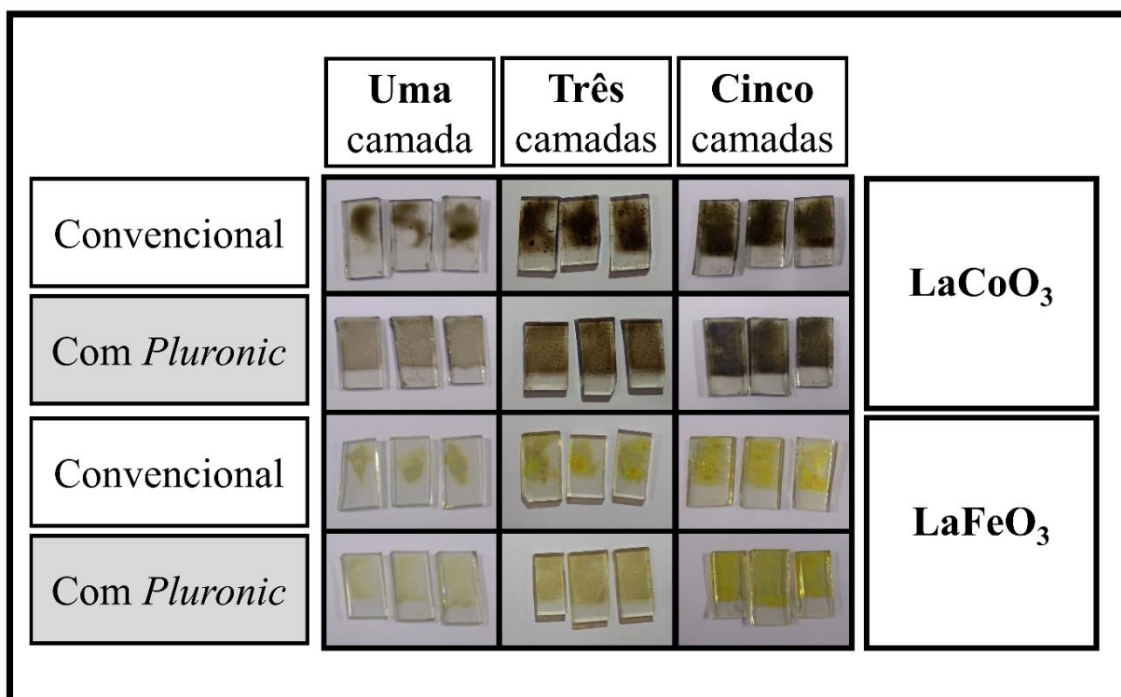 Uma
camada
Três
camadas
Cinco
camadas
Convencional
Com Pluronic
LaCoO₃
Convencional
Com Pluronic
LaFeO₃